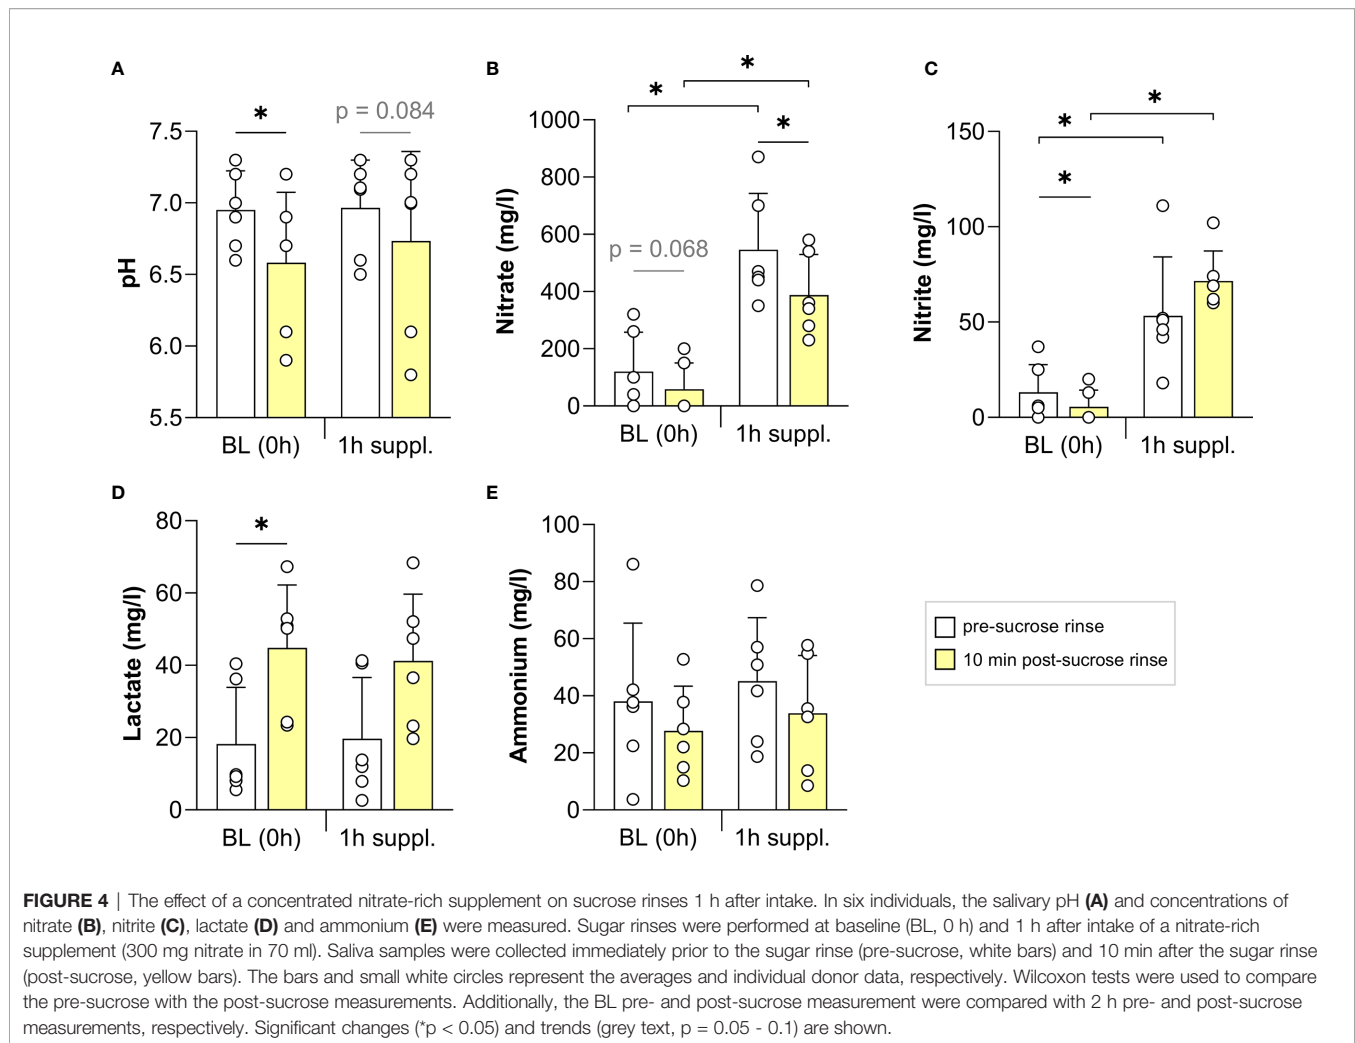 A
*
p = 0.084
7.5
7.0
6.5
6.0
5.5
pH
BL (0h)
1h suppl.
B
*
*
*
p = 0.068
1000
800
600
400
200
0
Nitrate (mg/l)
BL (0h)
1h suppl.
C
*
*
*
150
100
50
0
Nitrite (mg/l)
BL (0h)
1h suppl.
D
*
80
60
40
20
0
Lactate (mg/l)
BL (0h)
1h suppl.
E
100
80
60
40
20
0
Ammonium (mg/l)
BL (0h)
1h suppl.
pre-sucrose rinse
10 min post-sucrose rinse
FIGURE 4 | The effect of a concentrated nitrate-rich supplement on sucrose rinses 1 h after intake. In six individuals, the salivary pH (A) and concentrations of
nitrate (B), nitrite (C), lactate (D) and ammonium (E) were measured. Sugar rinses were performed at baseline (BL, 0 h) and 1 h after intake of a nitrate-rich
supplement (300 mg nitrate in 70 ml). Saliva samples were collected immediately prior to the sugar rinse (pre-sucrose, white bars) and 10 min after the sugar rinse
(post-sucrose, yellow bars). The bars and small white circles represent the averages and individual donor data, respectively. Wilcoxon tests were used to compare
the pre-sucrose with the post-sucrose measurements. Additionally, the BL pre- and post-sucrose measurement were compared with 2 h pre- and post-sucrose
measurements, respectively. Significant changes (*p < 0.05) and trends (grey text, p = 0.05 - 0.1) are shown.